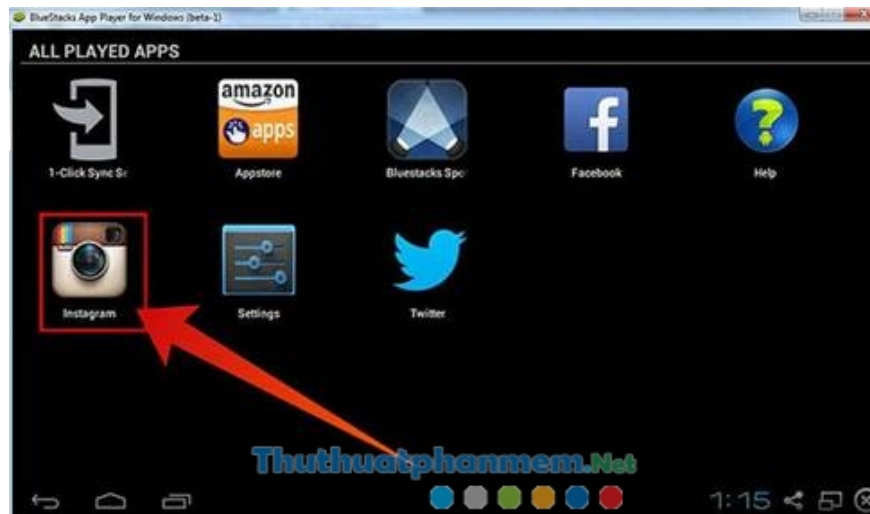 BlueStacks App Player for Windows (beta-1)
ALL PLAYED APPS
amazon
apps
1-Click Sync Se
Appstore
Bluestacks Spo
Facebook
Help
Instagram
Settings
Twitter
Thuthuatphanmem.Net
1:15